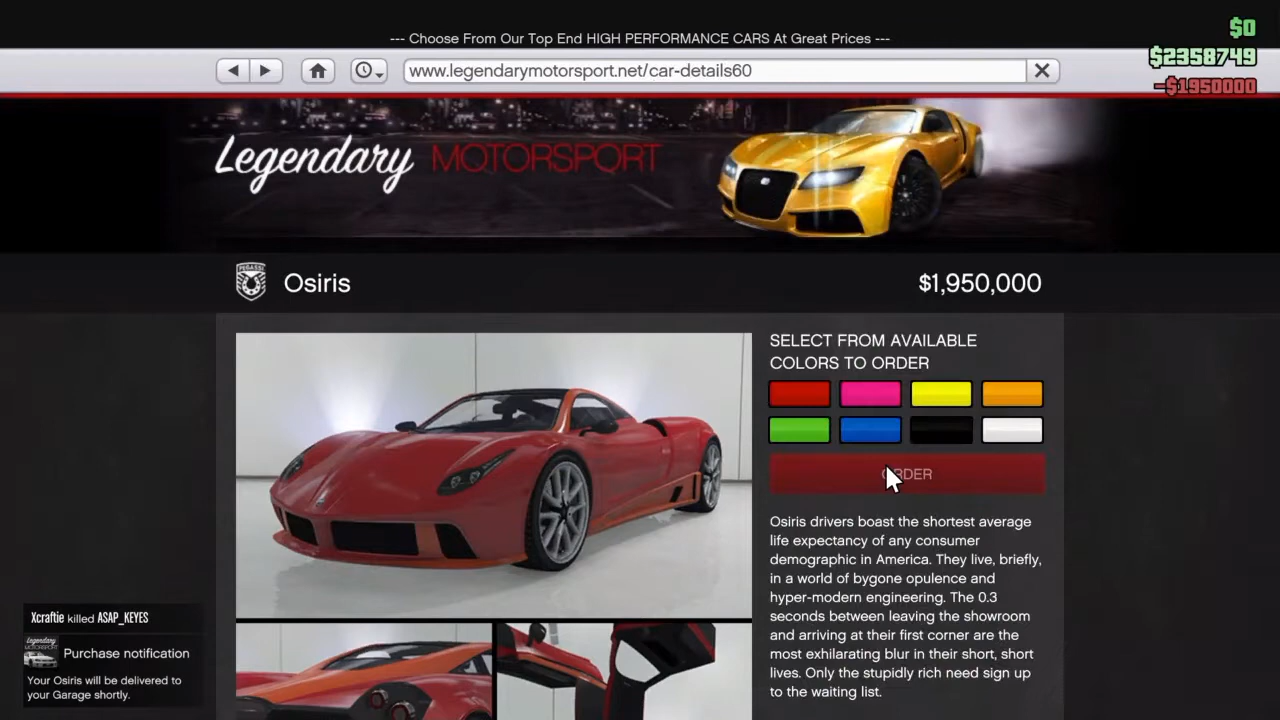 --- Choose From Our Top End HIGH PERFORMANCE CARS At Great Prices ---
$0
$2358749
-$1950000
www.legendarymotorsport.net/car-details60
Legendary MOTORSPORT
PEGASSI
Osiris
$1,950,000
SELECT FROM AVAILABLE
COLORS TO ORDER
ORDER
Osiris drivers boast the shortest average
life expectancy of any consumer
demographic in America. They live, briefly,
in a world of bygone opulence and
hyper-modern engineering. The 0.3
seconds between leaving the showroom
and arriving at their first corner are the
most exhilarating blur in their short, short
lives. Only the stupidly rich need sign up
to the waiting list.
Xcraftie killed ASAP_KEYES
Legendary
MOTORSPORT
Purchase notification
Your Osiris will be delivered to
your Garage shortly.